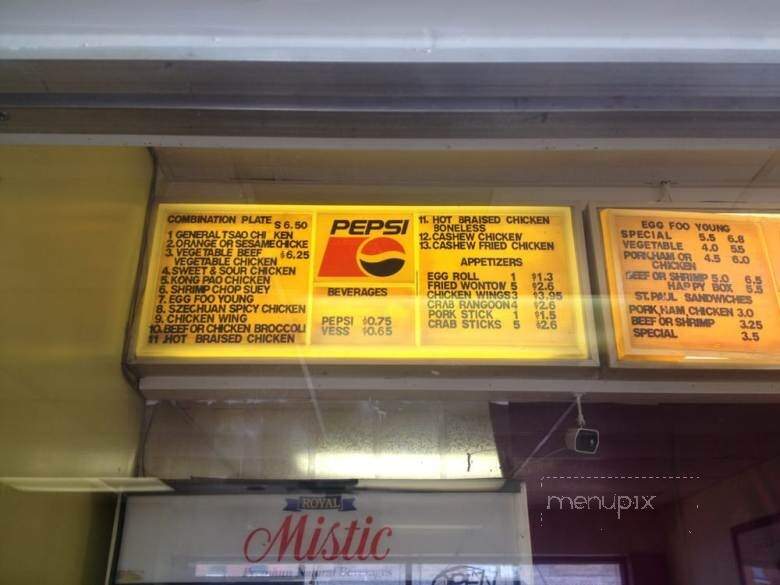 COMBINATION PLATE
$6.50
1 GENERAL TSAO CHI KEN
2. ORANGE OR SESAME CHICKE
3. VEGETABLE BEEF $6.25
VEGETABLE CHICKEN
4. SWEET & SOUR CHICKEN
5. KONG PAO CHICKEN
6. SHRIMP CHOP SUEY
7. EGG FOO YOUNG
8. SZECHUAN SPICY CHICKEN
9. CHICKEN WING
10. BEEF OR CHICKEN BROCCOLI
11 HOT BRAISED CHICKEN
PEPSI
BEVERAGES
PEPSI $0.75
VESS $0.65
11. HOT BRAISED CHICKEN
BONELESS
12. CASHEW CHICKEN
13. CASHEW FRIED CHICKEN
APPETIZERS
EGG ROLL 1 $1.3
FRIED WONTON 5 $2.6
CHICKEN WINGS 3 $3.95
CRAB RANGOON 4 $2.6
PORK STICK 1 $1.5
CRAB STICKS 5 $2.6
EGG FOO YOUNG
SPECIAL 5.5 6.8
VEGETABLE 4.0 5.5
PORK,HAM OR 4.5 6.0
CHICKEN
BEEF OR SHRIMP 5.0 6.5
HAPPY BOX 5.5
ST. PAUL SANDWICHES
PORK,HAM,CHICKEN 3.0
BEEF OR SHRIMP 3.25
SPECIAL 3.5
menupix
ROYAL
Mistic
Premium Natural Beverages
OPEN